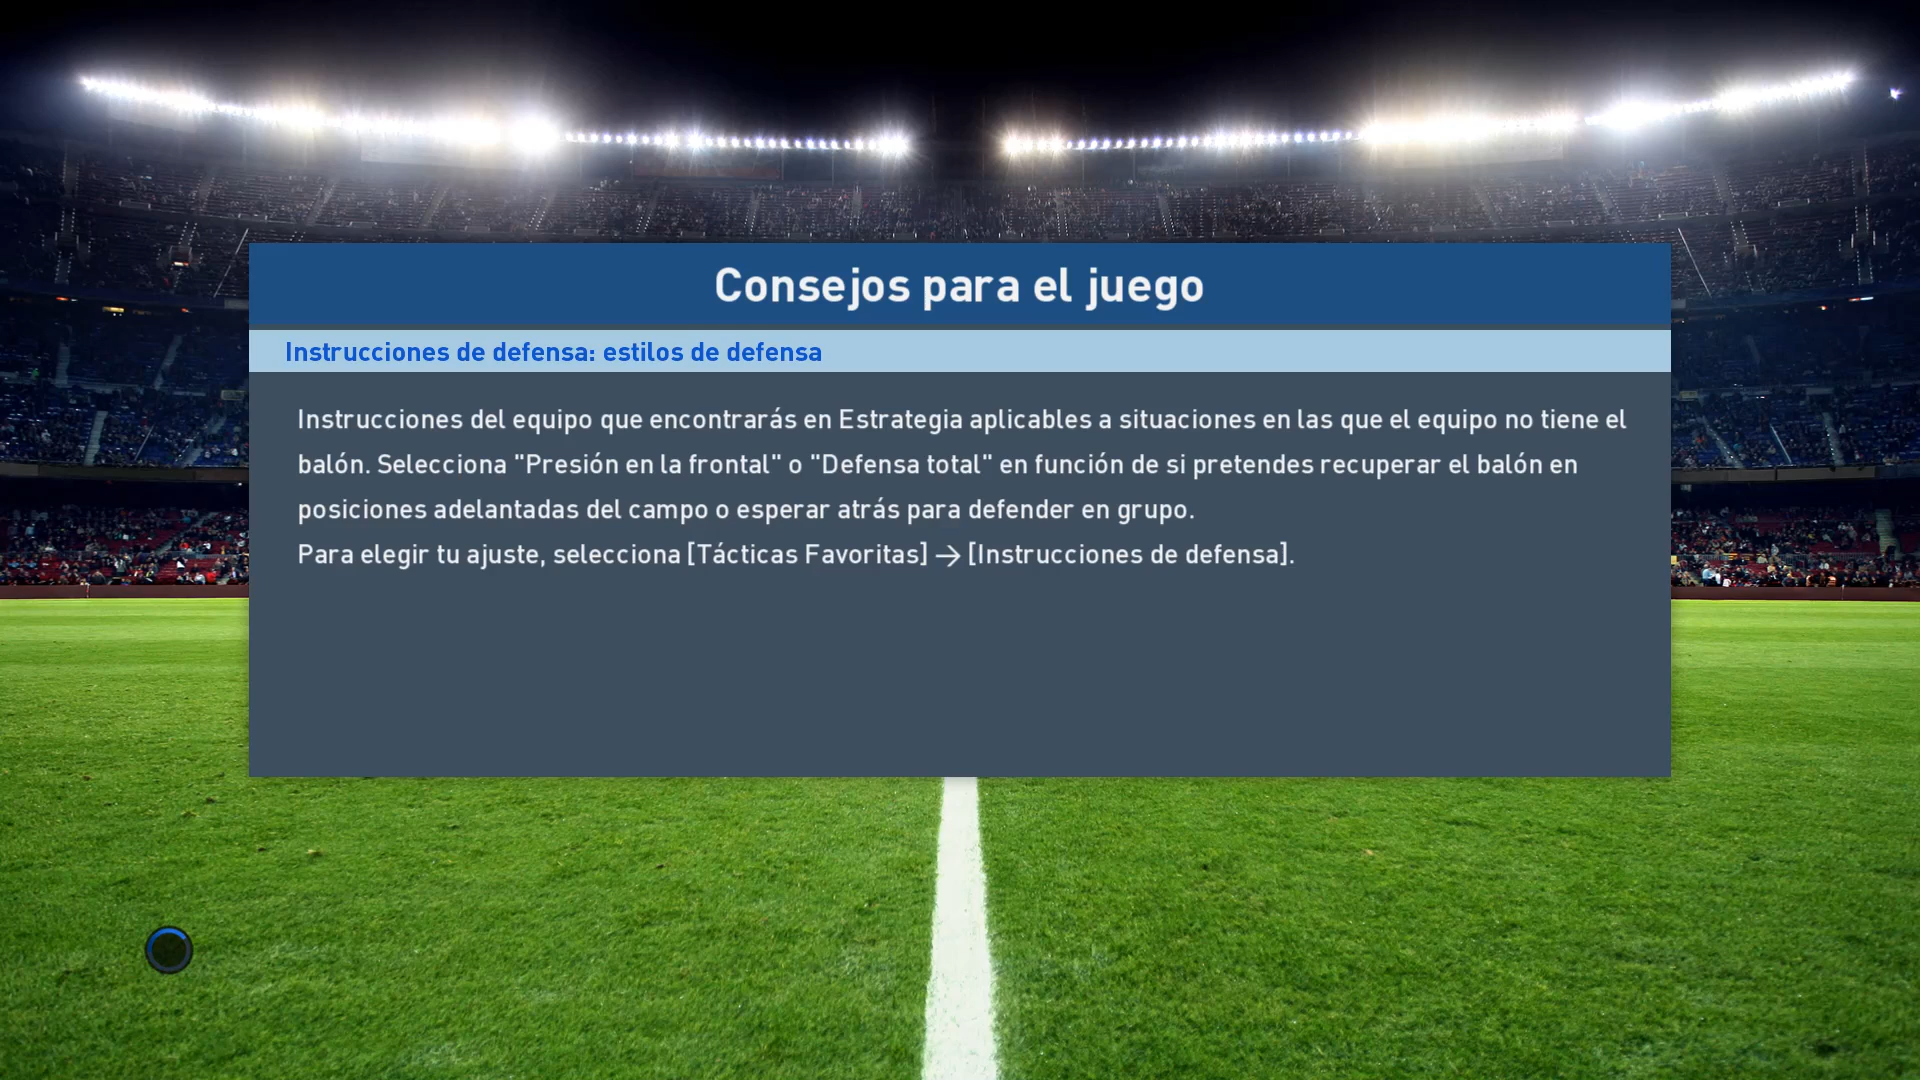 Consejos para el juego
Instrucciones de defensa: estilos de defensa
Instrucciones del equipo que encontrarás en Estrategia aplicables a situaciones en las que el equipo no tiene el
balón. Selecciona "Presión en la frontal" o "Defensa total" en función de si pretendes recuperar el balón en
posiciones adelantadas del campo o esperar atrás para defender en grupo.
Para elegir tu ajuste, selecciona [Tácticas Favoritas] → [Instrucciones de defensa].